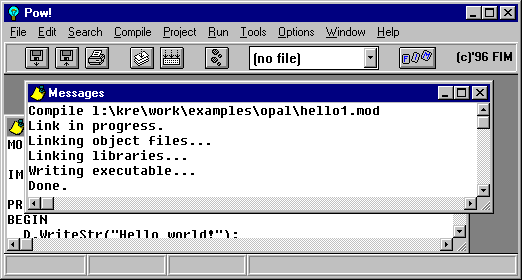 Pow!
File Edit Search Compile Project Run Tools Options Window Help
(no file) (c)'96 FIM
Messages
Compile l:\kre\work\examples\opal\hello1.mod
Link in progress.
Linking object files...
Linking libraries...
Writing executable...
Done.
MO
IM
PR
BEGIN
D.WriteStr("Hello world!");